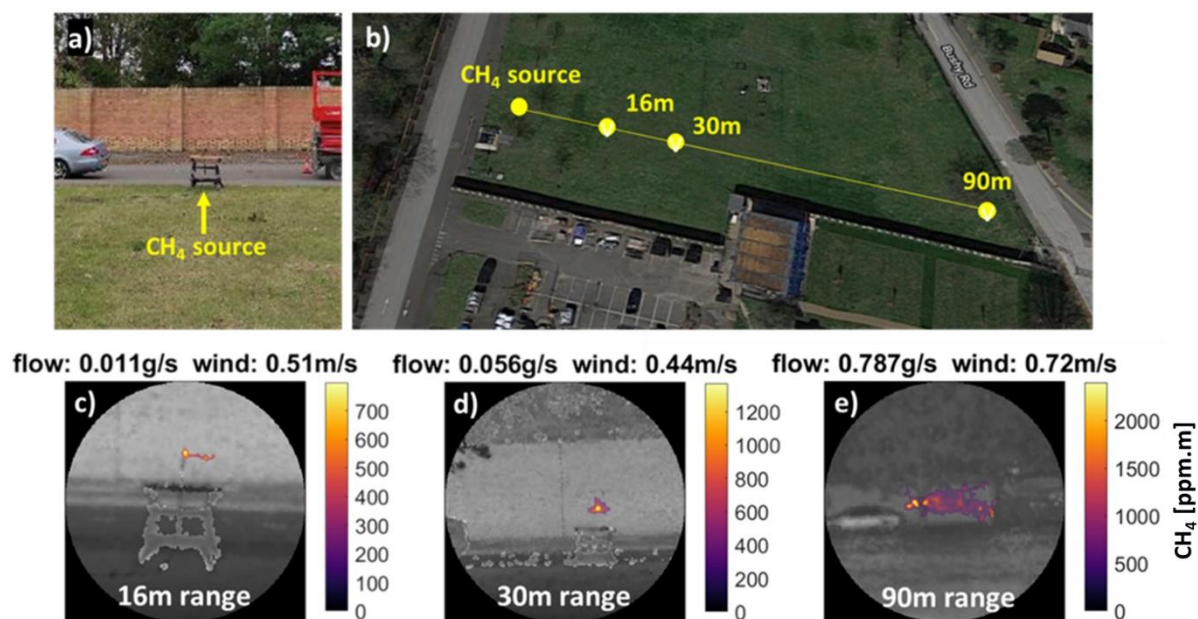 a)
CH₄ source
b)
CH₄ source
16m
30m
90m
Bushy Rd
flow: 0.011g/s wind: 0.51m/s
c)
700
600
500
400
300
200
100
0
16m range
flow: 0.056g/s wind: 0.44m/s
d)
1200
1000
800
600
400
200
0
30m range
flow: 0.787g/s wind: 0.72m/s
e)
2000
1500
1000
500
0
90m range
CH₄ [ppm.m]